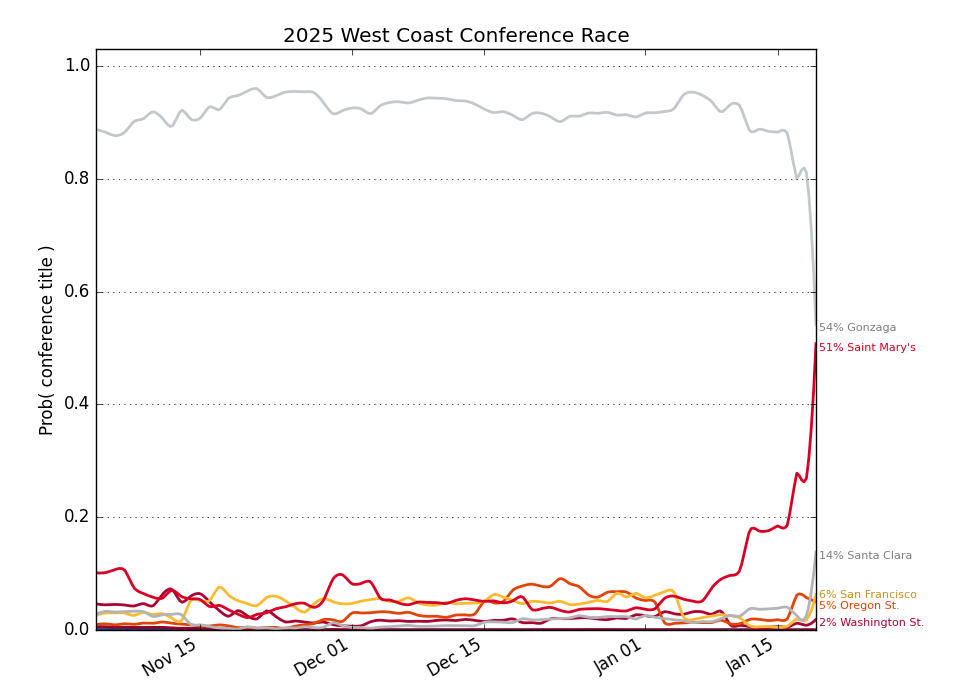 2025 West Coast Conference Race
Prob( conference title )
1.0
0.8
0.6
0.4
0.2
0.0
Nov 15
Dec 01
Dec 15
Jan 01
Jan 15
54% Gonzaga
51% Saint Mary's
14% Santa Clara
6% San Francisco
5% Oregon St.
2% Washington St.